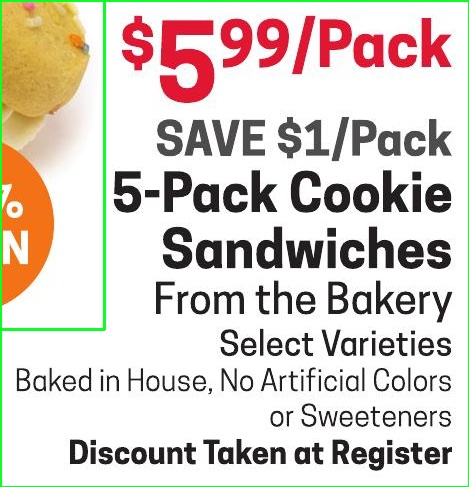 $5.99/Pack
SAVE $1/Pack
5-Pack Cookie
Sandwiches
From the Bakery
Select Varieties
Baked in House, No Artificial Colors
or Sweeteners
Discount Taken at Register
%
N